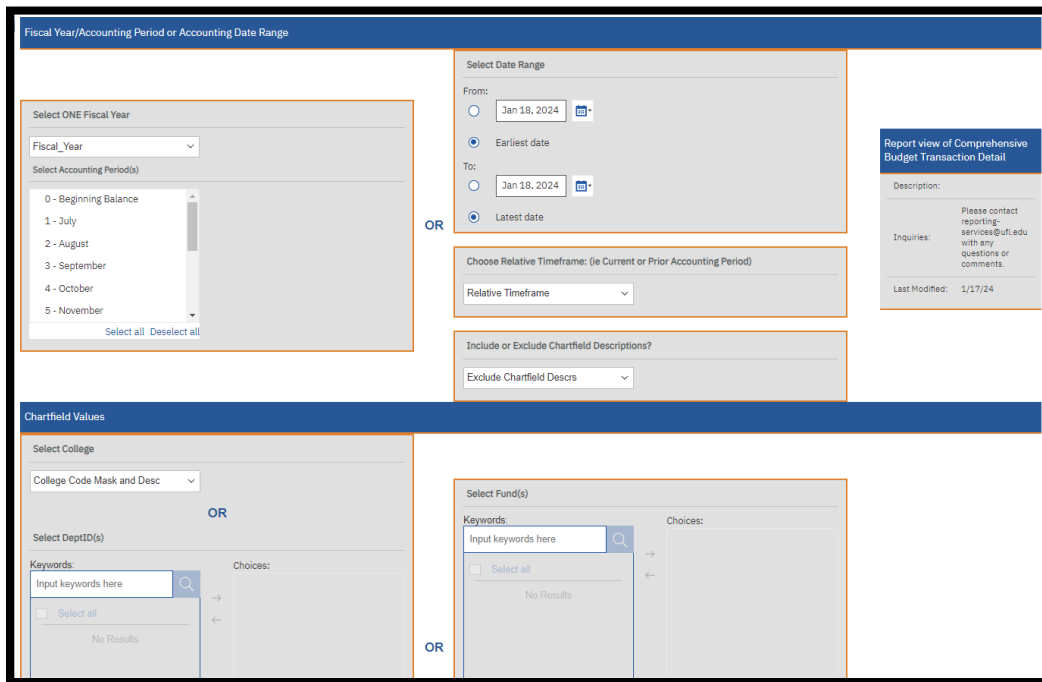 Fiscal Year/Accounting Period or Accounting Date Range
Select ONE Fiscal Year
Fiscal_Year
Select Accounting Period(s)
0 - Beginning Balance
1 - July
2 - August
3 - September
4 - October
5 - November
Select all Deselect all
OR
Select Date Range
From:
Jan 18, 2024
Earliest date
To:
Jan 18, 2024
Latest date
Choose Relative Timeframe: (ie Current or Prior Accounting Period)
Relative Timeframe
Include or Exclude Chartfield Descriptions?
Exclude Chartfield Descrs
Report view of Comprehensive
Budget Transaction Detail
Description:
Inquiries:
Please contact
reporting-
services@ufl.edu
with any
questions or
comments.
Last Modified: 1/17/24
Chartfield Values
Select College
College Code Mask and Desc
OR
Select DeptID(s)
Keywords:
Choices:
Input keywords here
Select all
No Results
OR
Select Fund(s)
Keywords:
Choices:
Input keywords here
Select all
No Results